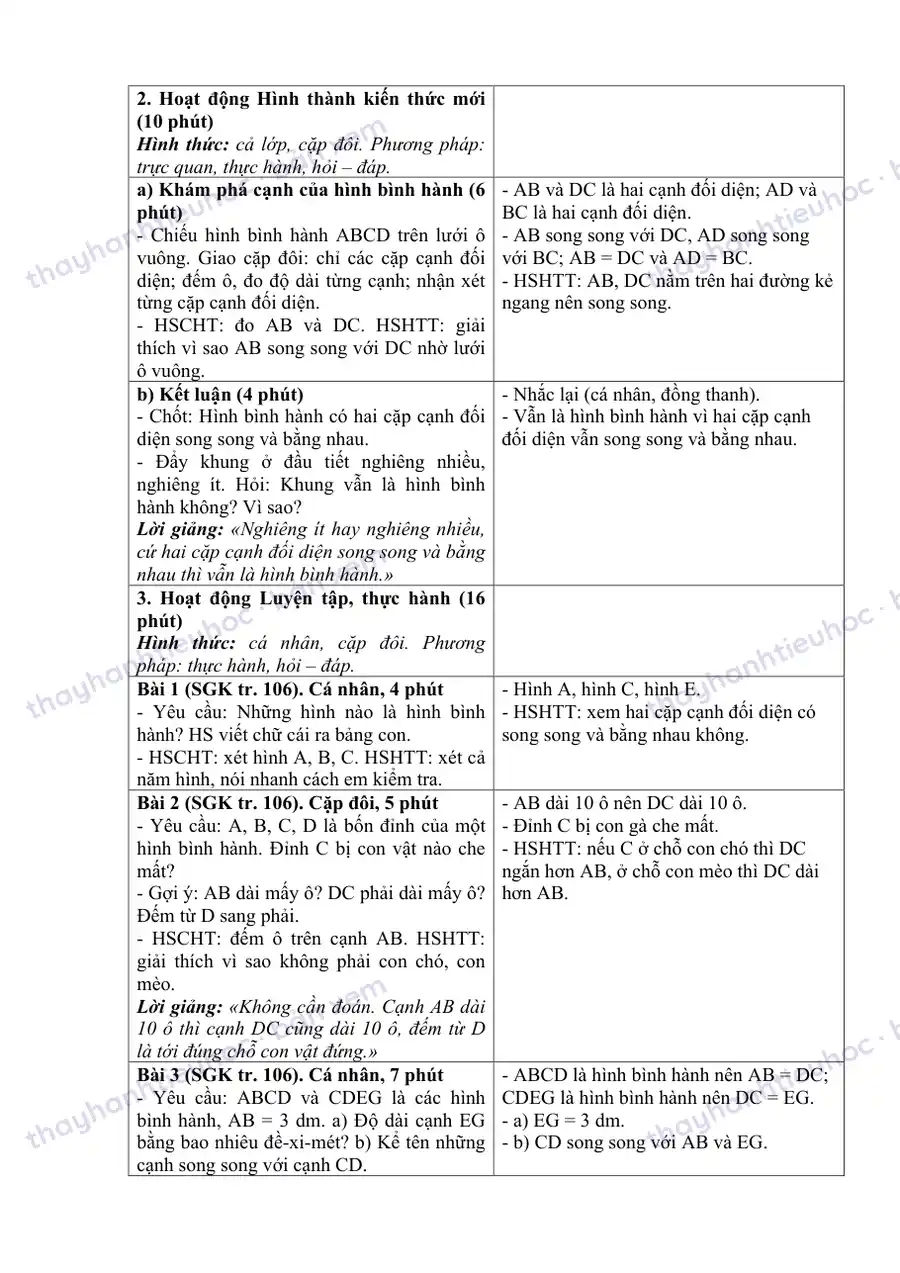 2. Hoạt động Hình thành kiến thức mới
(10 phút)
Hình thức: cả lớp, cặp đôi. Phương pháp:
trực quan, thực hành, hỏi – đáp.
a) Khám phá cạnh của hình bình hành (6
phút)
- Chiếu hình bình hành ABCD trên lưới ô
vuông. Giao cặp đôi: chỉ các cặp cạnh đối
diện; đếm ô, đo độ dài từng cạnh; nhận xét
từng cặp cạnh đối diện.
- HSCHT: đo AB và DC. HSHTT: giải
thích vì sao AB song song với DC nhờ lưới
ô vuông.
- AB và DC là hai cạnh đối diện; AD và
BC là hai cạnh đối diện.
- AB song song với DC, AD song song
với BC; AB = DC và AD = BC.
- HSHTT: AB, DC nằm trên hai đường kẻ
ngang nên song song.
b) Kết luận (4 phút)
- Chốt: Hình bình hành có hai cặp cạnh đối
diện song song và bằng nhau.
- Đẩy khung ở đầu tiết nghiêng nhiều,
nghiêng ít. Hỏi: Khung vẫn là hình bình
hành không? Vì sao?
Lời giảng: «Nghiêng ít hay nghiêng nhiều,
cứ hai cặp cạnh đối diện song song và bằng
nhau thì vẫn là hình bình hành.»
- Nhắc lại (cá nhân, đồng thanh).
- Vẫn là hình bình hành vì hai cặp cạnh
đối diện vẫn song song và bằng nhau.
3. Hoạt động Luyện tập, thực hành (16
phút)
Hình thức: cá nhân, cặp đôi. Phương
pháp: thực hành, hỏi – đáp.
Bài 1 (SGK tr. 106). Cá nhân, 4 phút
- Yêu cầu: Những hình nào là hình bình
hành? HS viết chữ cái ra bảng con.
- HSCHT: xét hình A, B, C. HSHTT: xét cả
năm hình, nói nhanh cách em kiểm tra.
- Hình A, hình C, hình E.
- HSHTT: xem hai cặp cạnh đối diện có
song song và bằng nhau không.
Bài 2 (SGK tr. 106). Cặp đôi, 5 phút
- Yêu cầu: A, B, C, D là bốn đỉnh của một
hình bình hành. Đỉnh C bị con vật nào che
mất?
- Gợi ý: AB dài mấy ô? DC phải dài mấy ô?
Đếm từ D sang phải.
- HSCHT: đếm ô trên cạnh AB. HSHTT:
giải thích vì sao không phải con chó, con
mèo.
Lời giảng: «Không cần đoán. Cạnh AB dài
10 ô thì cạnh DC cũng dài 10 ô, đếm từ D
là tới đúng chỗ con vật đứng.»
- AB dài 10 ô nên DC dài 10 ô.
- Đỉnh C bị con gà che mất.
- HSHTT: nếu C ở chỗ con chó thì DC
ngắn hơn AB, ở chỗ con mèo thì DC dài
hơn AB.
Bài 3 (SGK tr. 106). Cá nhân, 7 phút
- Yêu cầu: ABCD và CDEG là các hình
bình hành, AB = 3 dm. a) Độ dài cạnh EG
bằng bao nhiêu đề-xi-mét? b) Kể tên những
cạnh song song với cạnh CD.
- ABCD là hình bình hành nên AB = DC;
CDEG là hình bình hành nên DC = EG.
- a) EG = 3 dm.
- b) CD song song với AB và EG.
thayhanhtieuhoc · bản xem
thayhanhtieuhoc · b
thayhanhtieuhoc · bản xem
thayhanhtieuhoc · b
thayhanhtieuhoc · bản xem
thayhanhtieuhoc · b